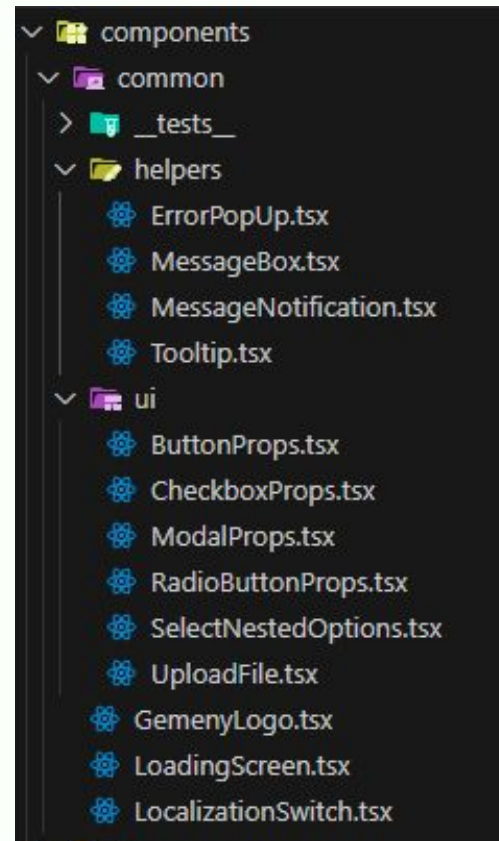 components
common
__tests__
helpers
ErrorPopUp.tsx
MessageBox.tsx
MessageNotification.tsx
Tooltip.tsx
ui
ButtonProps.tsx
CheckboxProps.tsx
ModalProps.tsx
RadioButtonProps.tsx
SelectNestedOptions.tsx
UploadFile.tsx
GemenyLogo.tsx
LoadingScreen.tsx
LocalizationSwitch.tsx